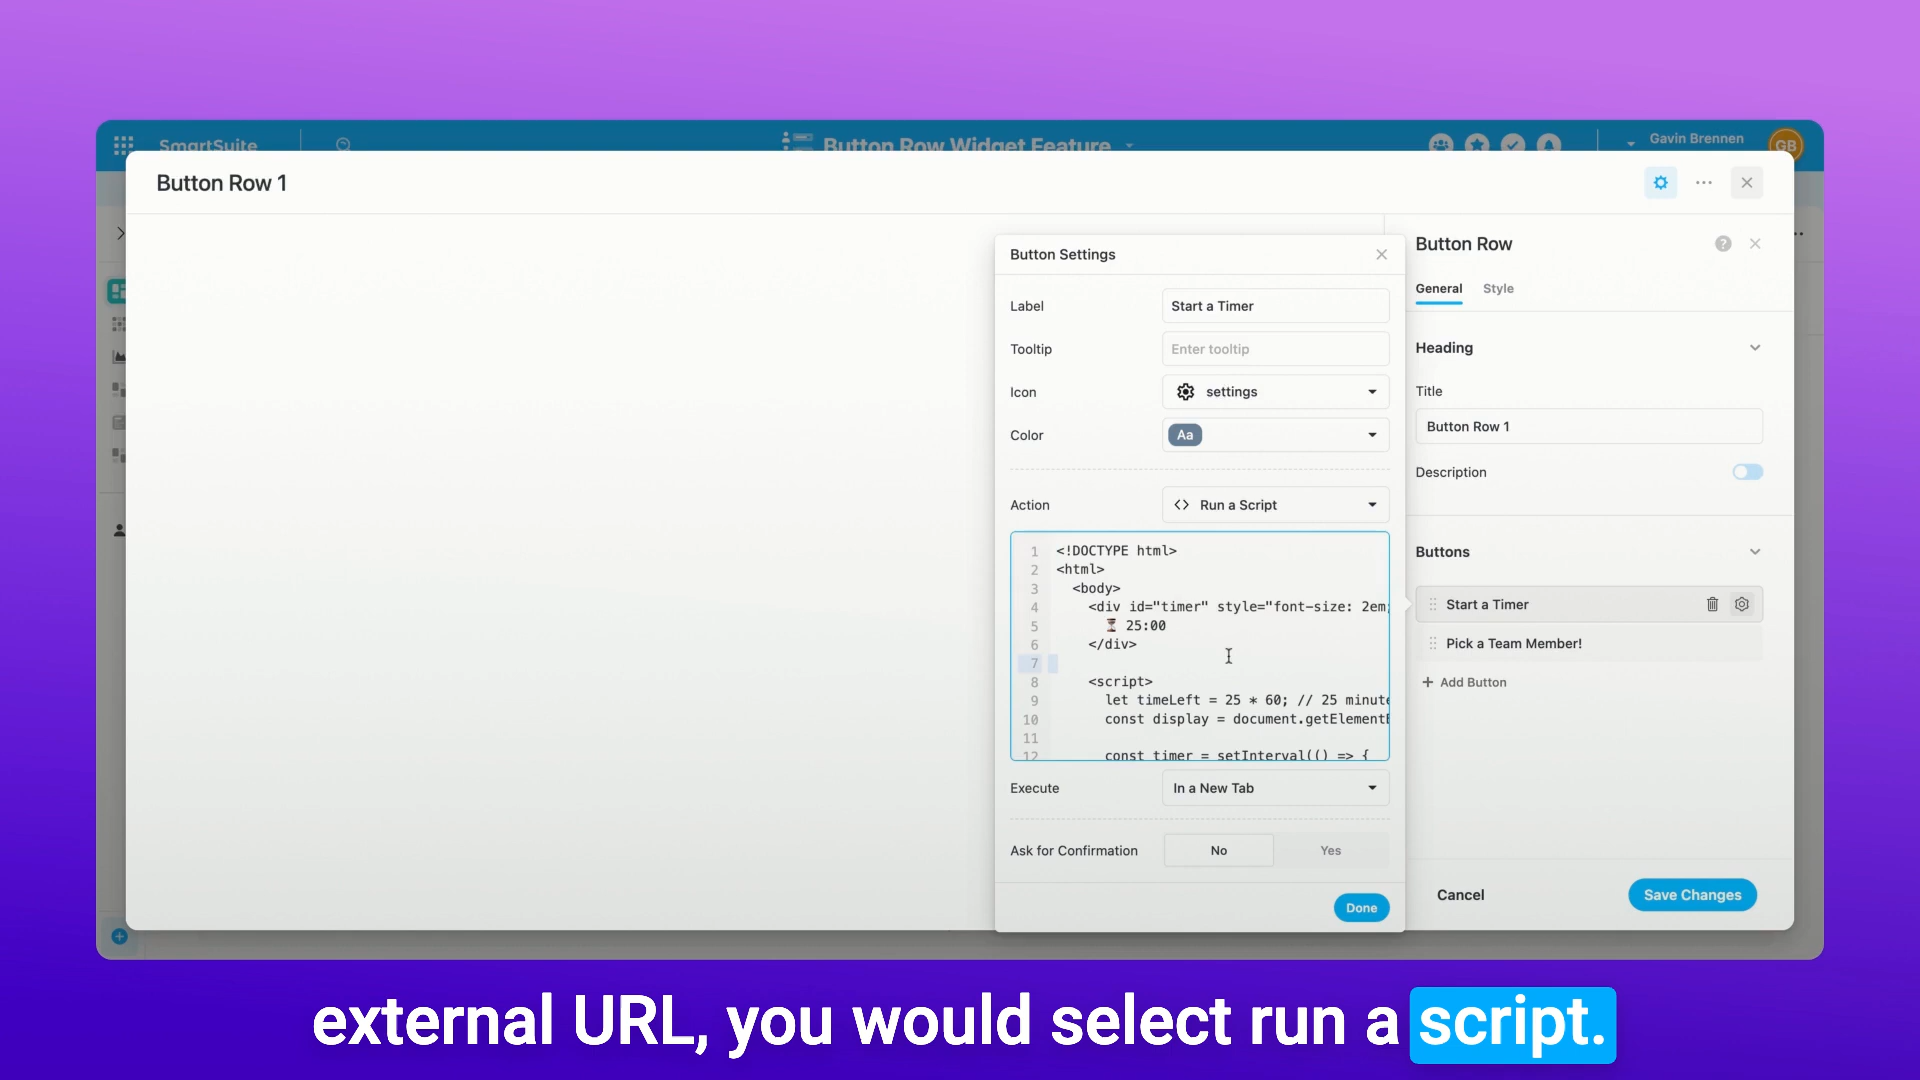 SmartSuite
Button Row Widget Feature
Gavin Brennen
GB
Button Row 1
Button Settings
Label
Start a Timer
Tooltip
Enter tooltip
Icon
settings
Color
Aa
Action
<> Run a Script
1 <!DOCTYPE html>
2 <html>
3 <body>
4 <div id="timer" style="font-size: 2em;
5 ⏳ 25:00
6 </div>
7
8 <script>
9 let timeLeft = 25 * 60; // 25 minute
10 const display = document.getElementB
11
12 const timer = setInterval(() => {
Execute
In a New Tab
Ask for Confirmation
No
Yes
Done
Button Row
General
Style
Heading
Title
Button Row 1
Description
Buttons
Start a Timer
Pick a Team Member!
+ Add Button
Cancel
Save Changes
external URL, you would select run a script.